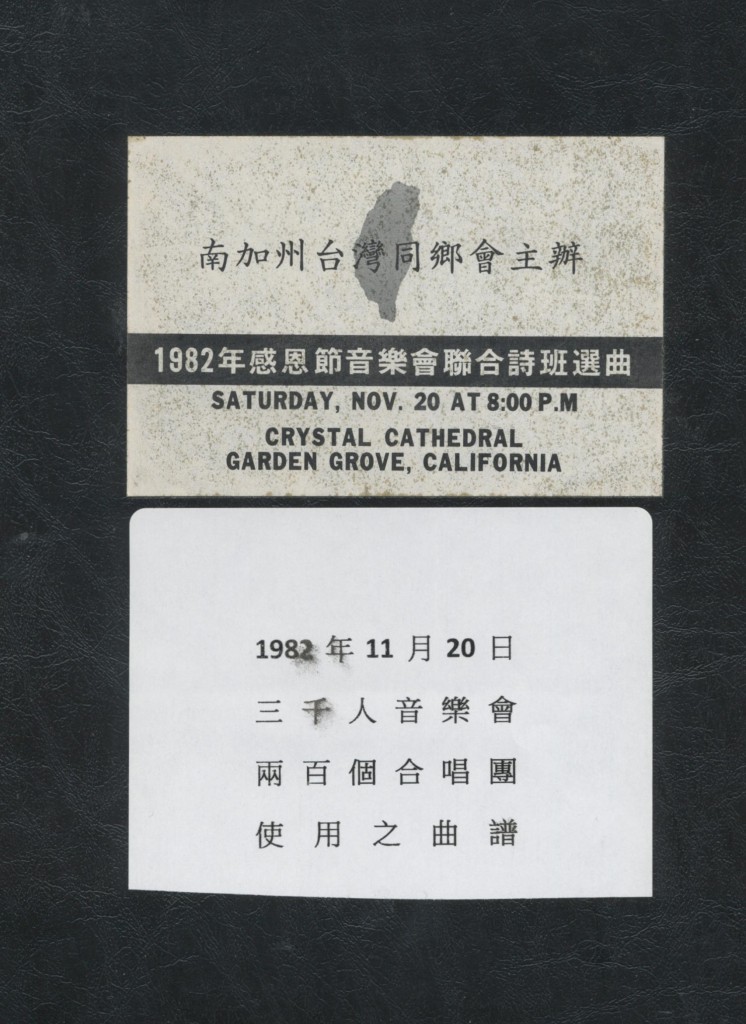 南加州台灣同鄉會主辦
1982年感恩節音樂會聯合詩班選曲
SATURDAY, NOV. 20 AT 8:00 P.M
CRYSTAL CATHEDRAL
GARDEN GROVE, CALIFORNIA
1982 年 11 月 20 日
三千人音樂會
兩百個合唱團
使用之曲譜